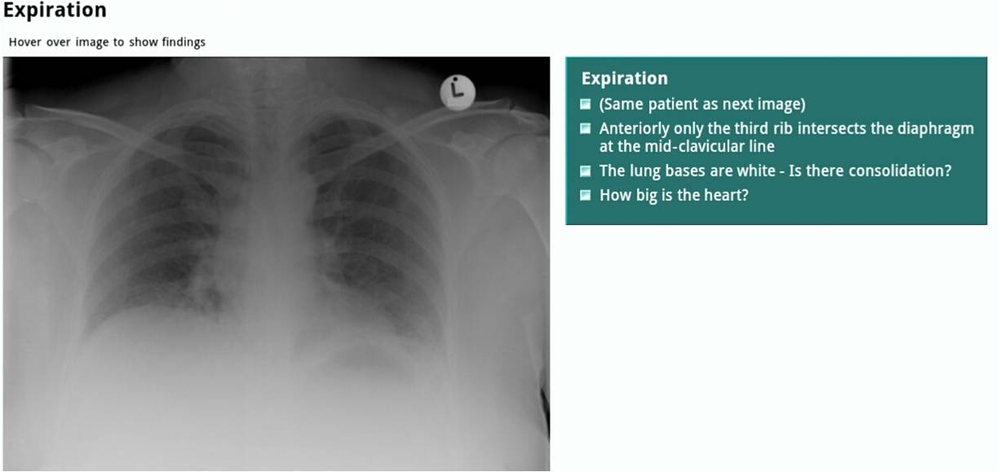 Expiration
Hover over image to show findings
L
Expiration
(Same patient as next image)
Anteriorly only the third rib intersects the diaphragm
at the mid-clavicular line
The lung bases are white - Is there consolidation?
How big is the heart?